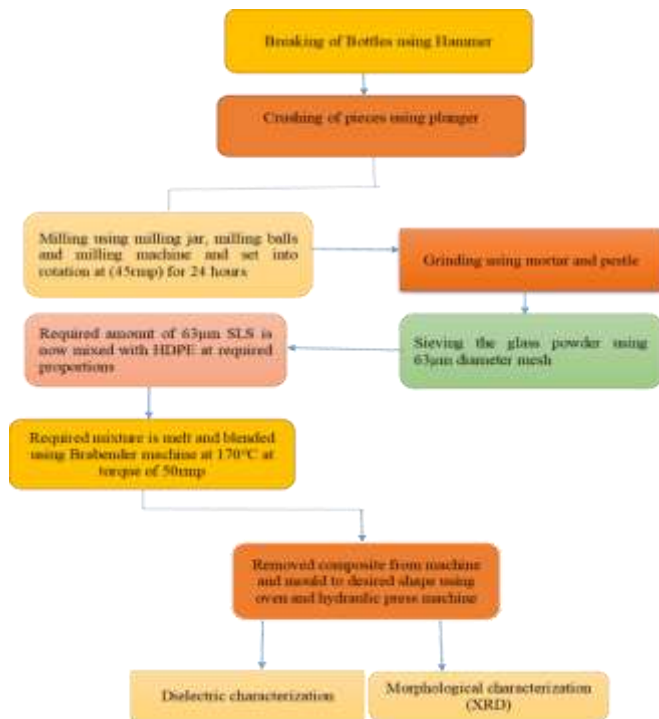 Breaking of Bottles using Hammer
Crushing of pieces using plunger
Milling using milling jar, milling balls
and milling machine and set into
rotation at (45rmp) for 24 hours
Grinding using mortar and pestle
Sieving the glass powder using
63μm diameter mesh
Required amount of 63μm SLS is
now mixed with HDPE at required
proportions
Required mixture is melt and blended
using Brabender machine at 170°C at
torque of 50rmp
Removed composite from machine
and mould to desired shape using
oven and hydraulic press machine
Dielectric characterization
Morphological characterization
(XRD)